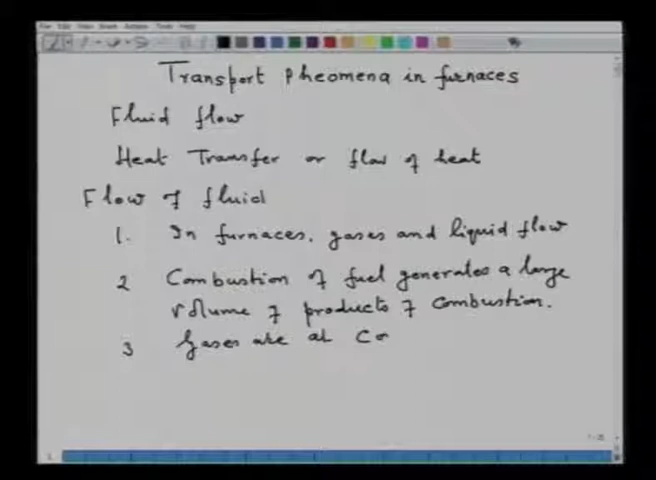 Transport Pheomena in furnaces
Fluid flow
Heat Transfer or flow of heat
Flow of fluid
1. In furnaces, gases and liquid flow
2 Combustion of fuel generates a large
volume of products of combustion.
3 Gases are at Co